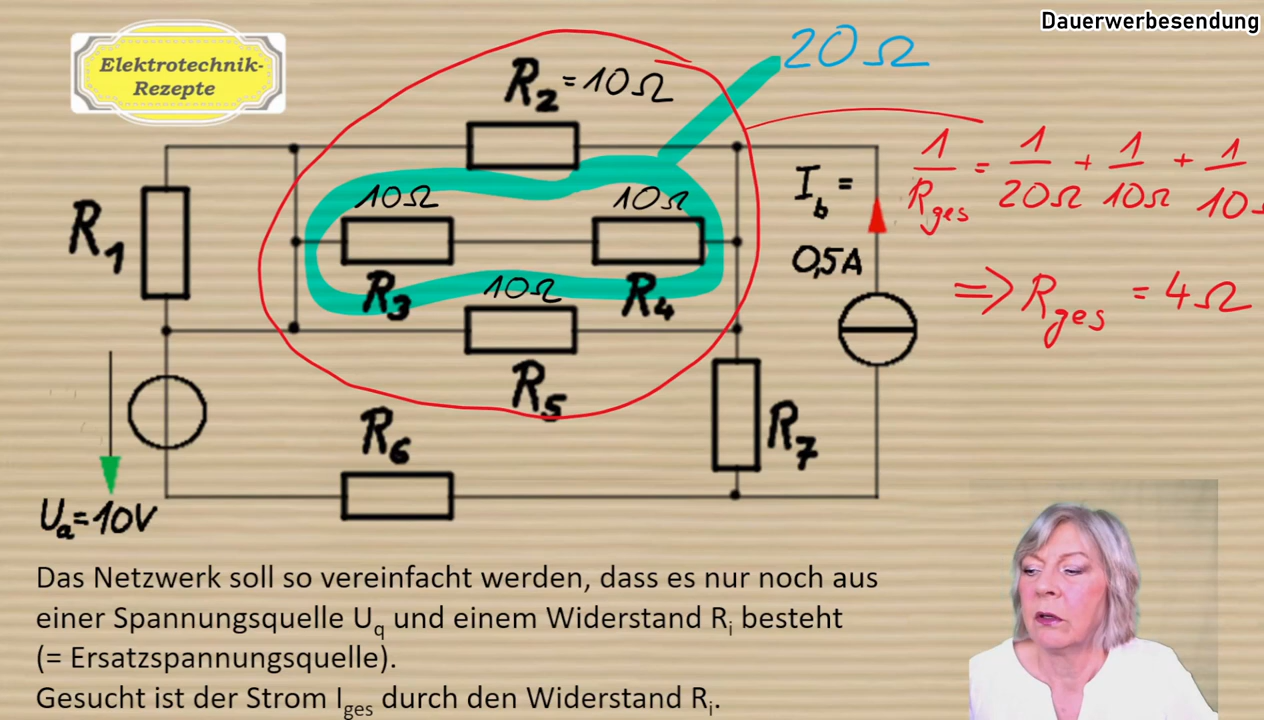 Dauerwerbesendung
Elektrotechnik-
Rezepte
20Ω
R2 = 10Ω
1/Rges = 1/20Ω + 1/10Ω + 1/10
10Ω
10Ω
Ib =
0,5A
R1
R3
10Ω
R4
⇒ Rges = 4Ω
R5
R6
R7
Ua=10V
Das Netzwerk soll so vereinfacht werden, dass es nur noch aus
einer Spannungsquelle Uq und einem Widerstand Ri besteht
(= Ersatzspannungsquelle).
Gesucht ist der Strom Iges durch den Widerstand Ri.